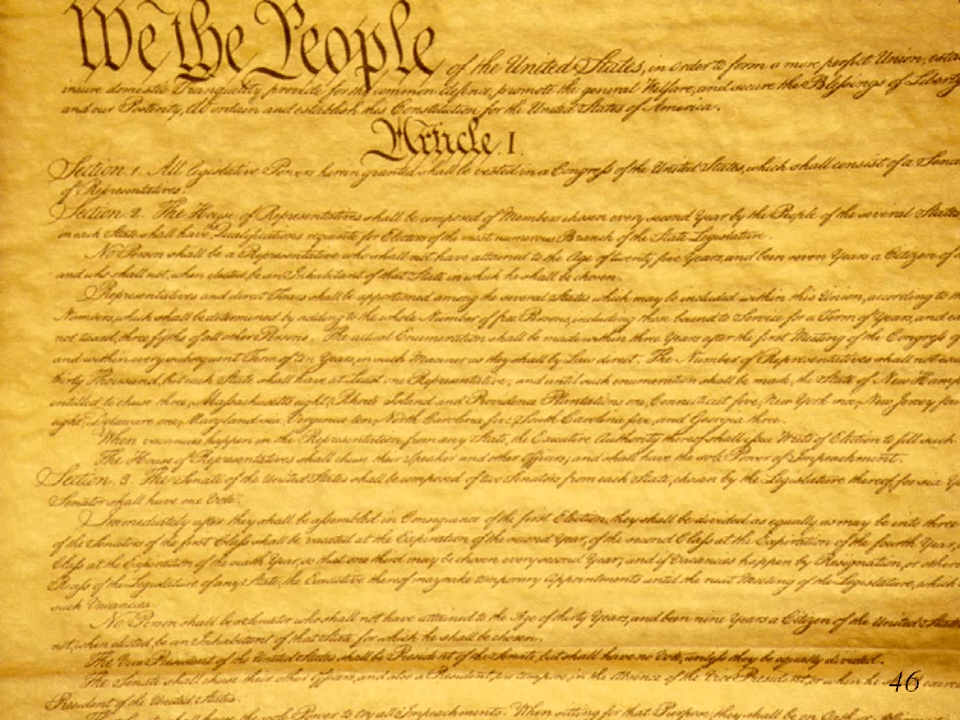 We the People of the United States, in order to form a more perfect Union, esta
insure domestic Tranquility, provide for the common defence, promote the general Welfare, and secure the Blessings of Liberty
and our Posterity, do ordain and establish this Constitution for the United States of America.
Article I.
Section 1. All legislative Powers herein granted shall be vested in a Congress of the United States, which shall consist of a Sena
of Representatives.
Section 2. The House of Representatives shall be composed of Members chosen every second Year by the People of the several States
in each State shall have Qualifications requisite for Electors of the most numerous Branch of the State Legislature.
No Person shall be a Representative who shall not have attained to the Age of twenty five Years, and been seven Years a Citizen of
and who shall not, when elected, be an Inhabitant of that State in which he shall be chosen.
Representatives and direct Taxes shall be apportioned among the several States which may be included within this Union, according to
Numbers, which shall be determined by adding to the whole Number of free Persons, including those bound to Service for a Term of Years, and
not taxed, three fifths of all other Persons. The actual Enumeration shall be made within three Years after the first Meeting of the Congress of
and within every subsequent Term of ten Years, in such Manner as they shall by Law direct. The Number of Representatives shall not
thirty Thousand, but each State shall have at Least one Representative; and until such enumeration shall be made, the State of New Hamp
entitled to chuse three, Massachusetts eight, Rhode Island and Providence Plantations one, Connecticut five, New York six, New Jersey
eight, Delaware one, Maryland six, Virginia ten, North Carolina five, South Carolina five, and Georgia three.
When vacancies happen in the Representation from any State, the Executive Authority thereof shall issue Writs of Election to fill such
The House of Representatives shall chuse their Speaker and other Officers; and shall have the sole Power of Impeachment.
Section. 3. The Senate of the United States shall be composed of two Senators from each State, chosen by the Legislature thereof, for six
Senator shall have one Vote.
Immediately after they shall be assembled in Consequence of the first Election, they shall be divided as equally as may be into three
of the Senators of the first Class shall be vacated at the Expiration of the second Year, of the second Class at the Expiration of the fourth Year,
Class at the Expiration of the sixth Year, so that one third may be chosen every second Year; and if Vacancies happen by Resignation, or
Recess of the Legislature of any State, the Executive thereof may make temporary Appointments until the next Meeting of the Legislature, which
such Vacancies.
No Person shall be a Senator who shall not have attained to the Age of thirty Years, and been nine Years a Citizen of the United States
not, when elected, be an Inhabitant of that State for which he shall be chosen.
The Vice President of the United States shall be President of the Senate, but shall have no Vote, unless they be equally divided.
The Senate shall chuse their other Officers, and also a President pro tempore, in the Absence of the Vice President, or when he
46
President of the United States.
The Senate shall have the sole Power to try all Impeachments. When sitting for that Purpose, they shall be on